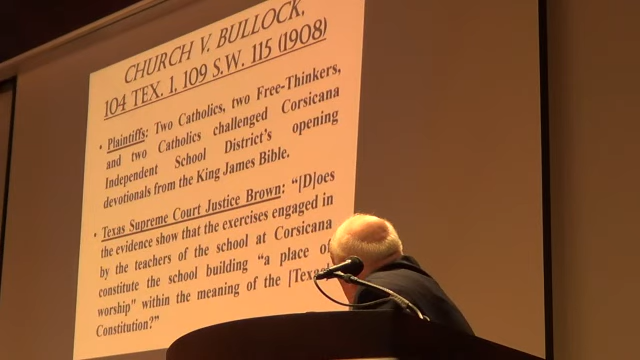 CHURCH V. BULLOCK,
104 TEX. 1, 109 S.W. 115 (1908)
• Plaintiffs: Two Catholics, two Free-Thinkers,
and two Catholics challenged Corsicana
Independent School District's opening
devotionals from the King James Bible.
• Texas Supreme Court Justice Brown: “[D]oes
the evidence show that the exercises engaged in
by the teachers of the school at Corsicana
constitute the school building “a place of
worship” within the meaning of the [Texas]
Constitution?”